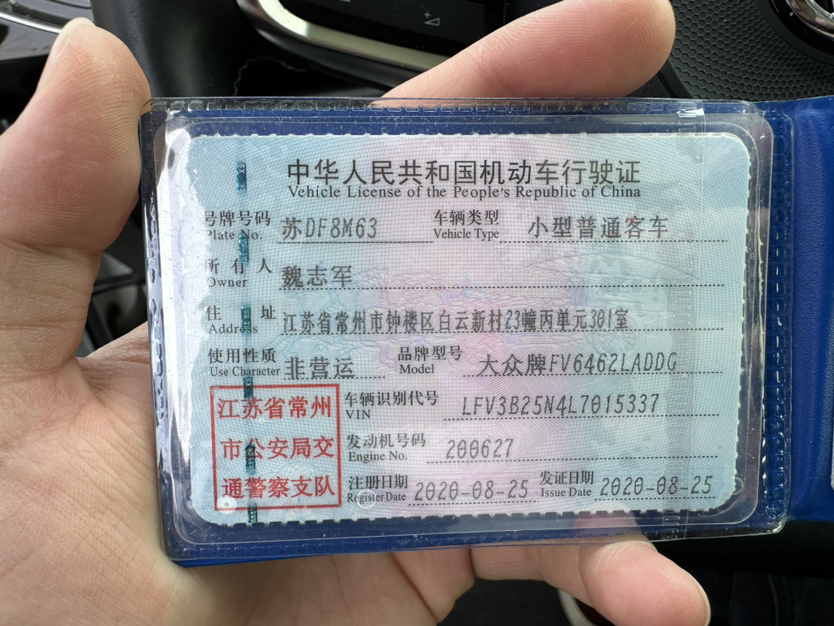 中华人民共和国机动车行驶证
Vehicle License of the People's Republic of China
号牌号码 苏DF8M63 车辆类型 小型普通客车
Plate No. Vehicle Type
所有人 魏志军
Owner
住址 江苏省常州市钟楼区白云新村23幢丙单元301室
Address
使用性质 非营运 品牌型号 大众牌FV6462LADDG
Use Character Model
江苏省常州 车辆识别代号 LFV3B25N4L7015337
VIN
市公安局交 发动机号码 200627
Engine No.
通警察支队 注册日期 2020-08-25 发证日期 2020-08-25
Register Date Issue Date